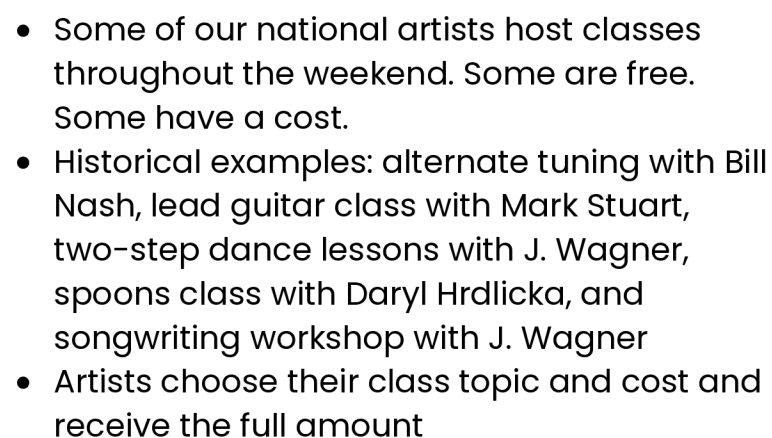 • Some of our national artists host classes
throughout the weekend. Some are free.
Some have a cost.
• Historical examples: alternate tuning with Bill
Nash, lead guitar class with Mark Stuart,
two-step dance lessons with J. Wagner,
spoons class with Daryl Hrdlicka, and
songwriting workshop with J. Wagner
• Artists choose their class topic and cost and
receive the full amount